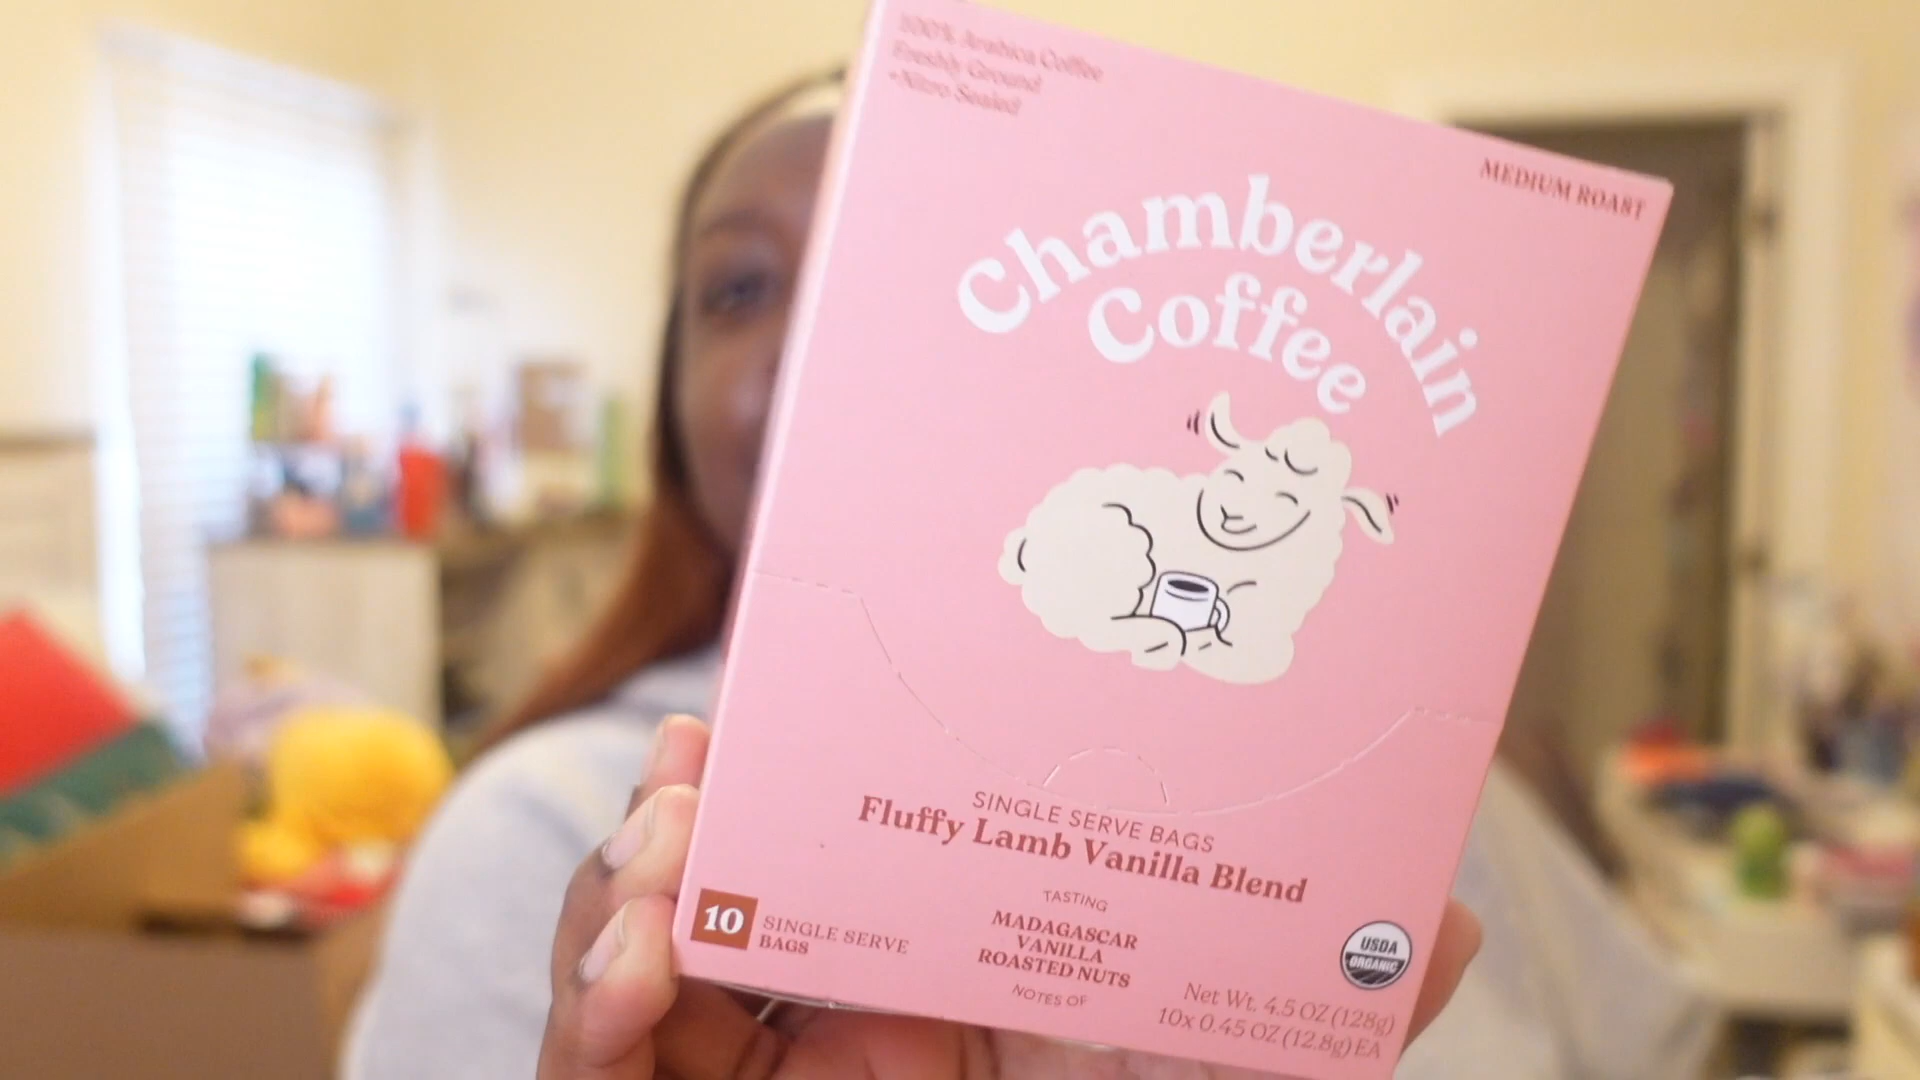 100% Arabica Coffee
Freshly Ground
*Nitro Sealed
MEDIUM ROAST
Chamberlain
Coffee
SINGLE SERVE BAGS
Fluffy Lamb Vanilla Blend
TASTING
MADAGASCAR
VANILLA
ROASTED NUTS
NOTES OF
10
SINGLE SERVE
BAGS
USDA
ORGANIC
Net Wt. 4.5 OZ (128g)
10x 0.45 OZ (12.8g) EA